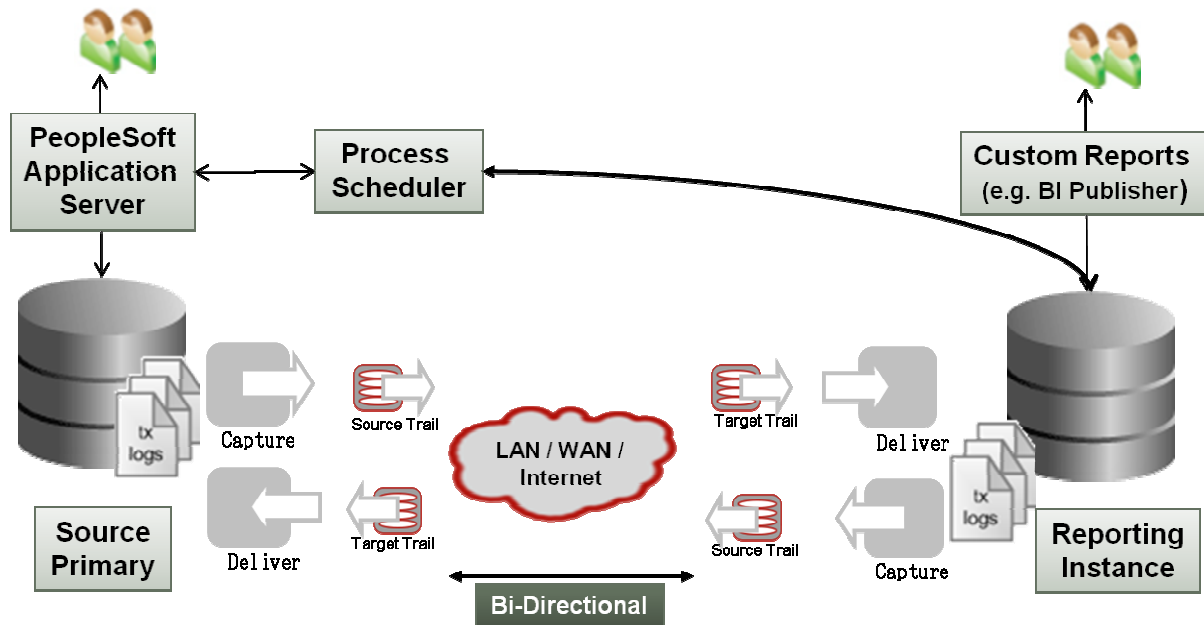 PeopleSoft
Application
Server
Process
Scheduler
Custom Reports
(e.g. BI Publisher)
tx
logs
Capture
Source Trail
LAN / WAN /
Internet
Target Trail
Deliver
Source
Primary
Deliver
Target Trail
Source Trail
Capture
tx
logs
Reporting
Instance
Bi-Directional